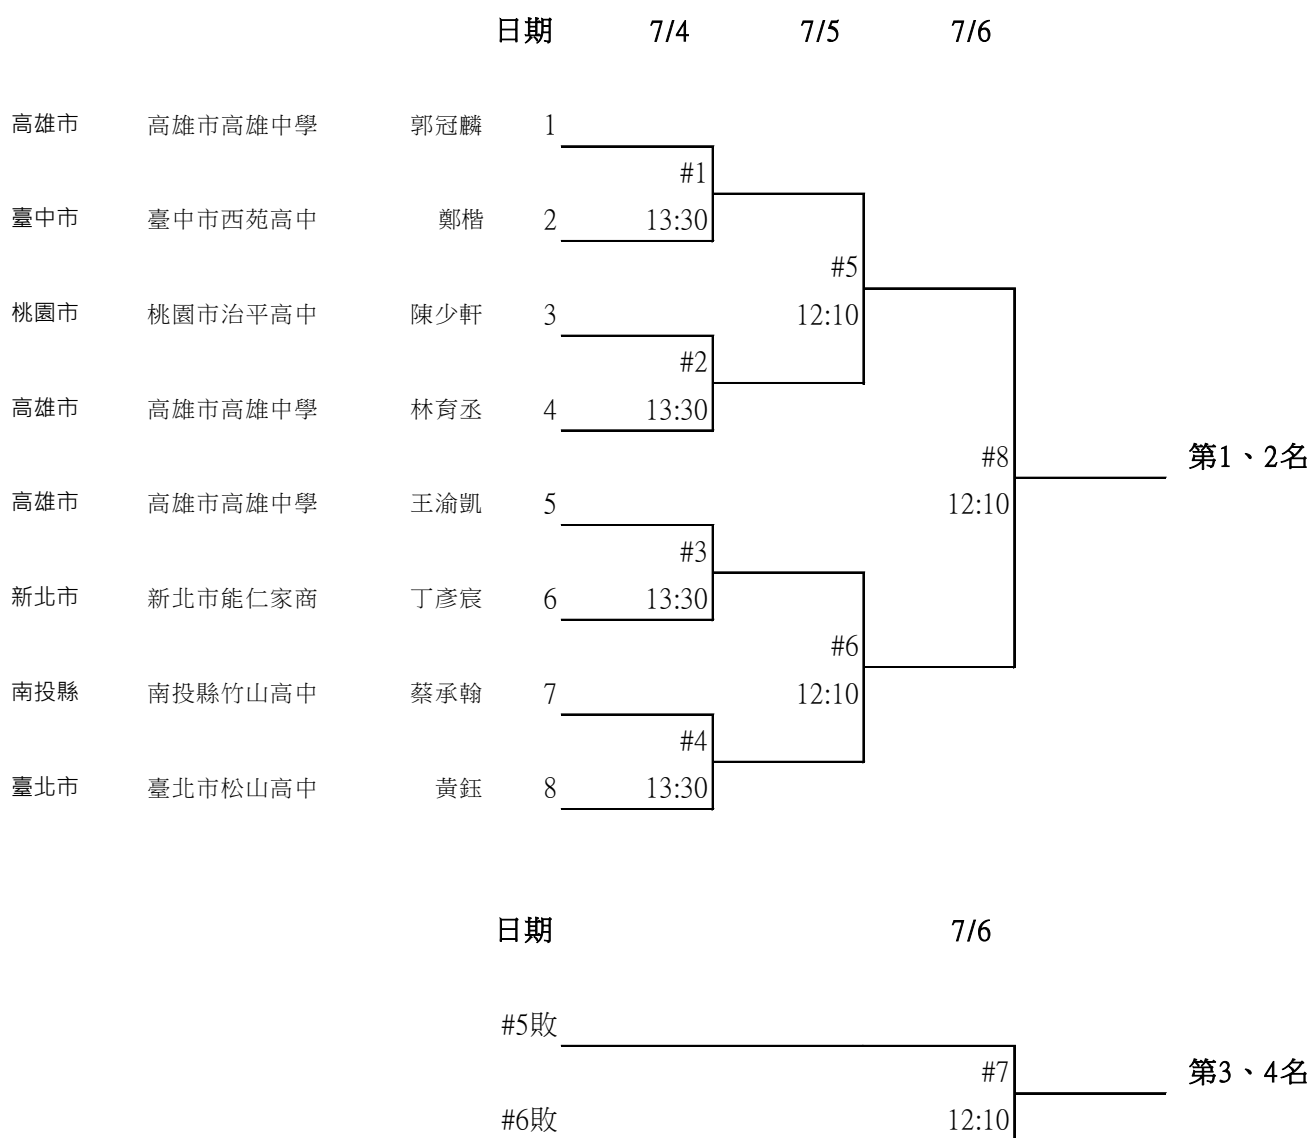 日期 7/4 7/5 7/6
高雄市 高雄市高雄中學 郭冠麟 1
#1
臺中市 臺中市西苑高中 鄭楷 2 13:30
#5
桃園市 桃園市治平高中 陳少軒 3 12:10
#2
高雄市 高雄市高雄中學 林育丞 4 13:30
#8 第1、2名
高雄市 高雄市高雄中學 王渝凱 5 12:10
#3
新北市 新北市能仁家商 丁彥宸 6 13:30
#6
南投縣 南投縣竹山高中 蔡承翰 7 12:10
#4
臺北市 臺北市松山高中 黃鈺 8 13:30
日期 7/6
#5敗
#7 第3、4名
#6敗 12:10